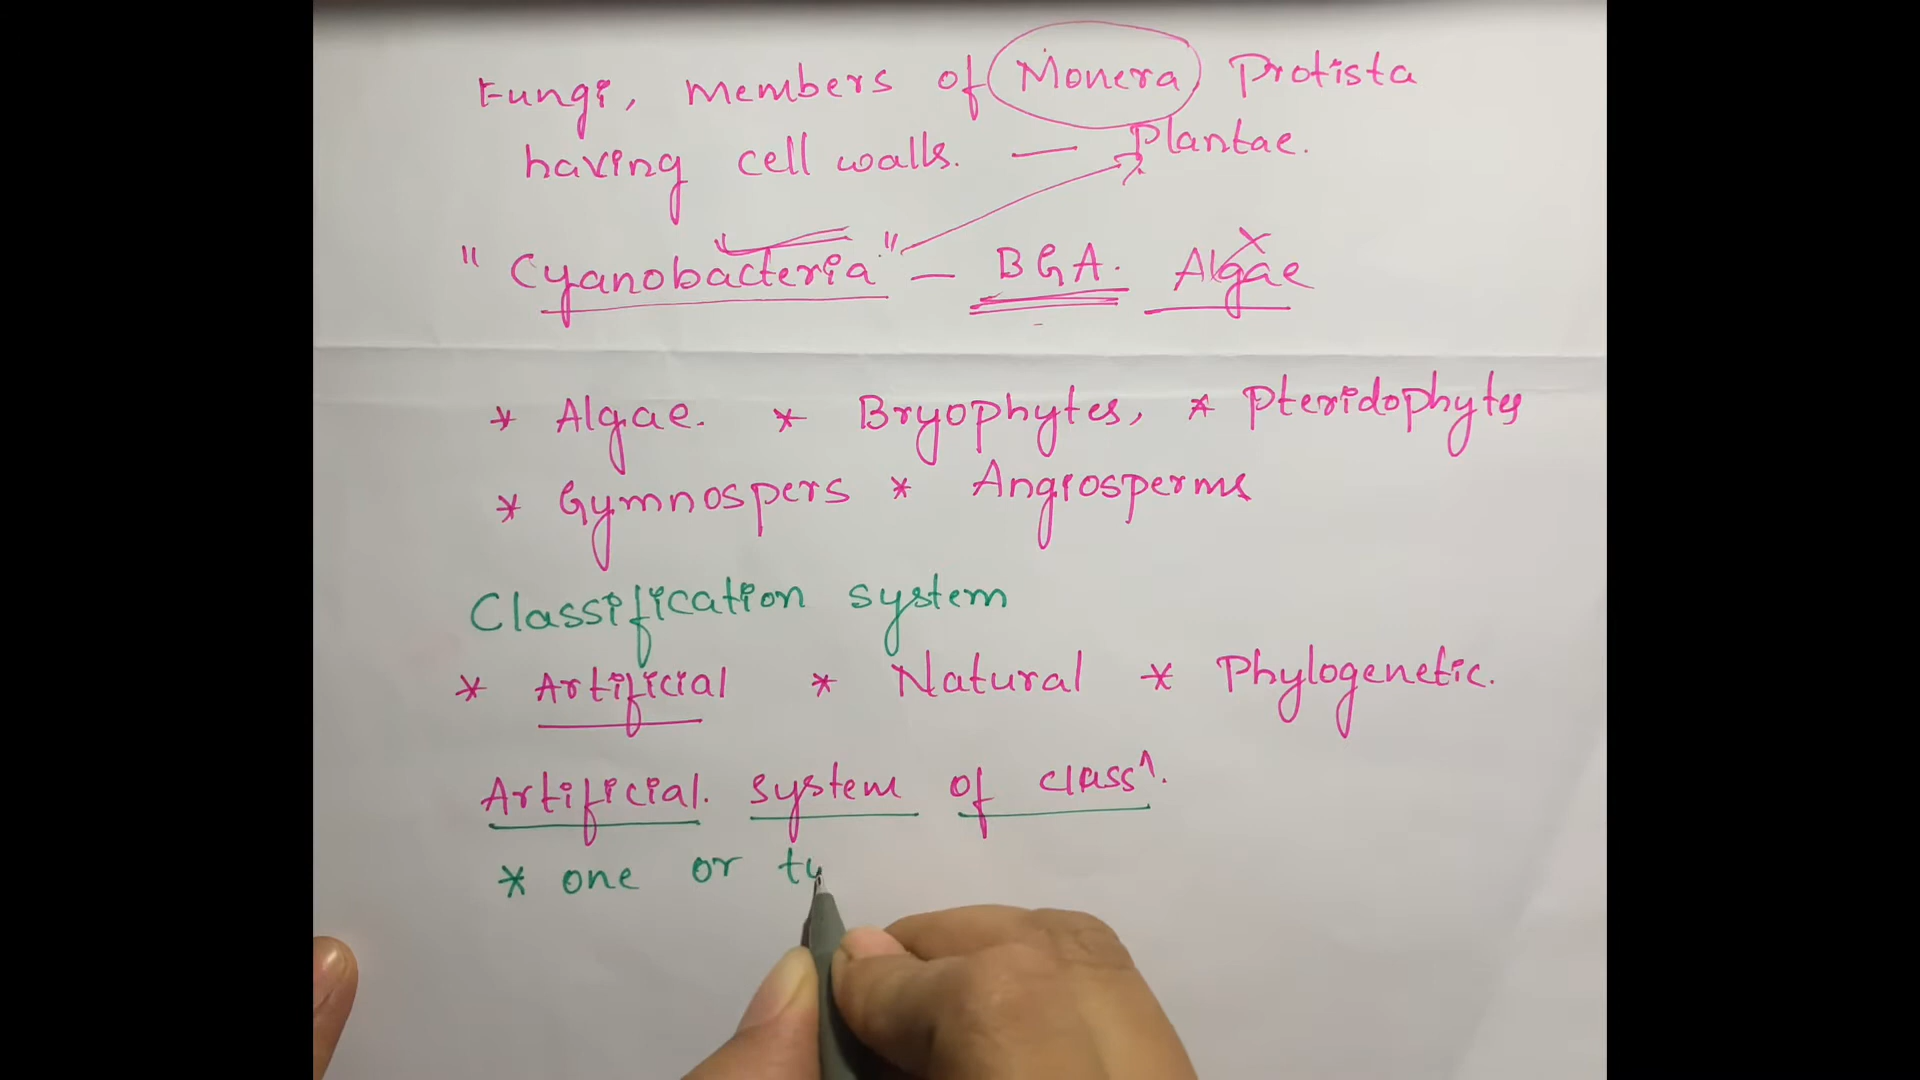 Fungi, members of Monera Protista
having cell walls. — Plantae.
"Cyanobacteria" — BGA. Algae
* Algae. * Bryophytes, * Pteridophytes
* Gymnospers * Angiosperms
Classification system
* Artificial * Natural * Phylogenetic.
Artificial. system of class^.
* one or